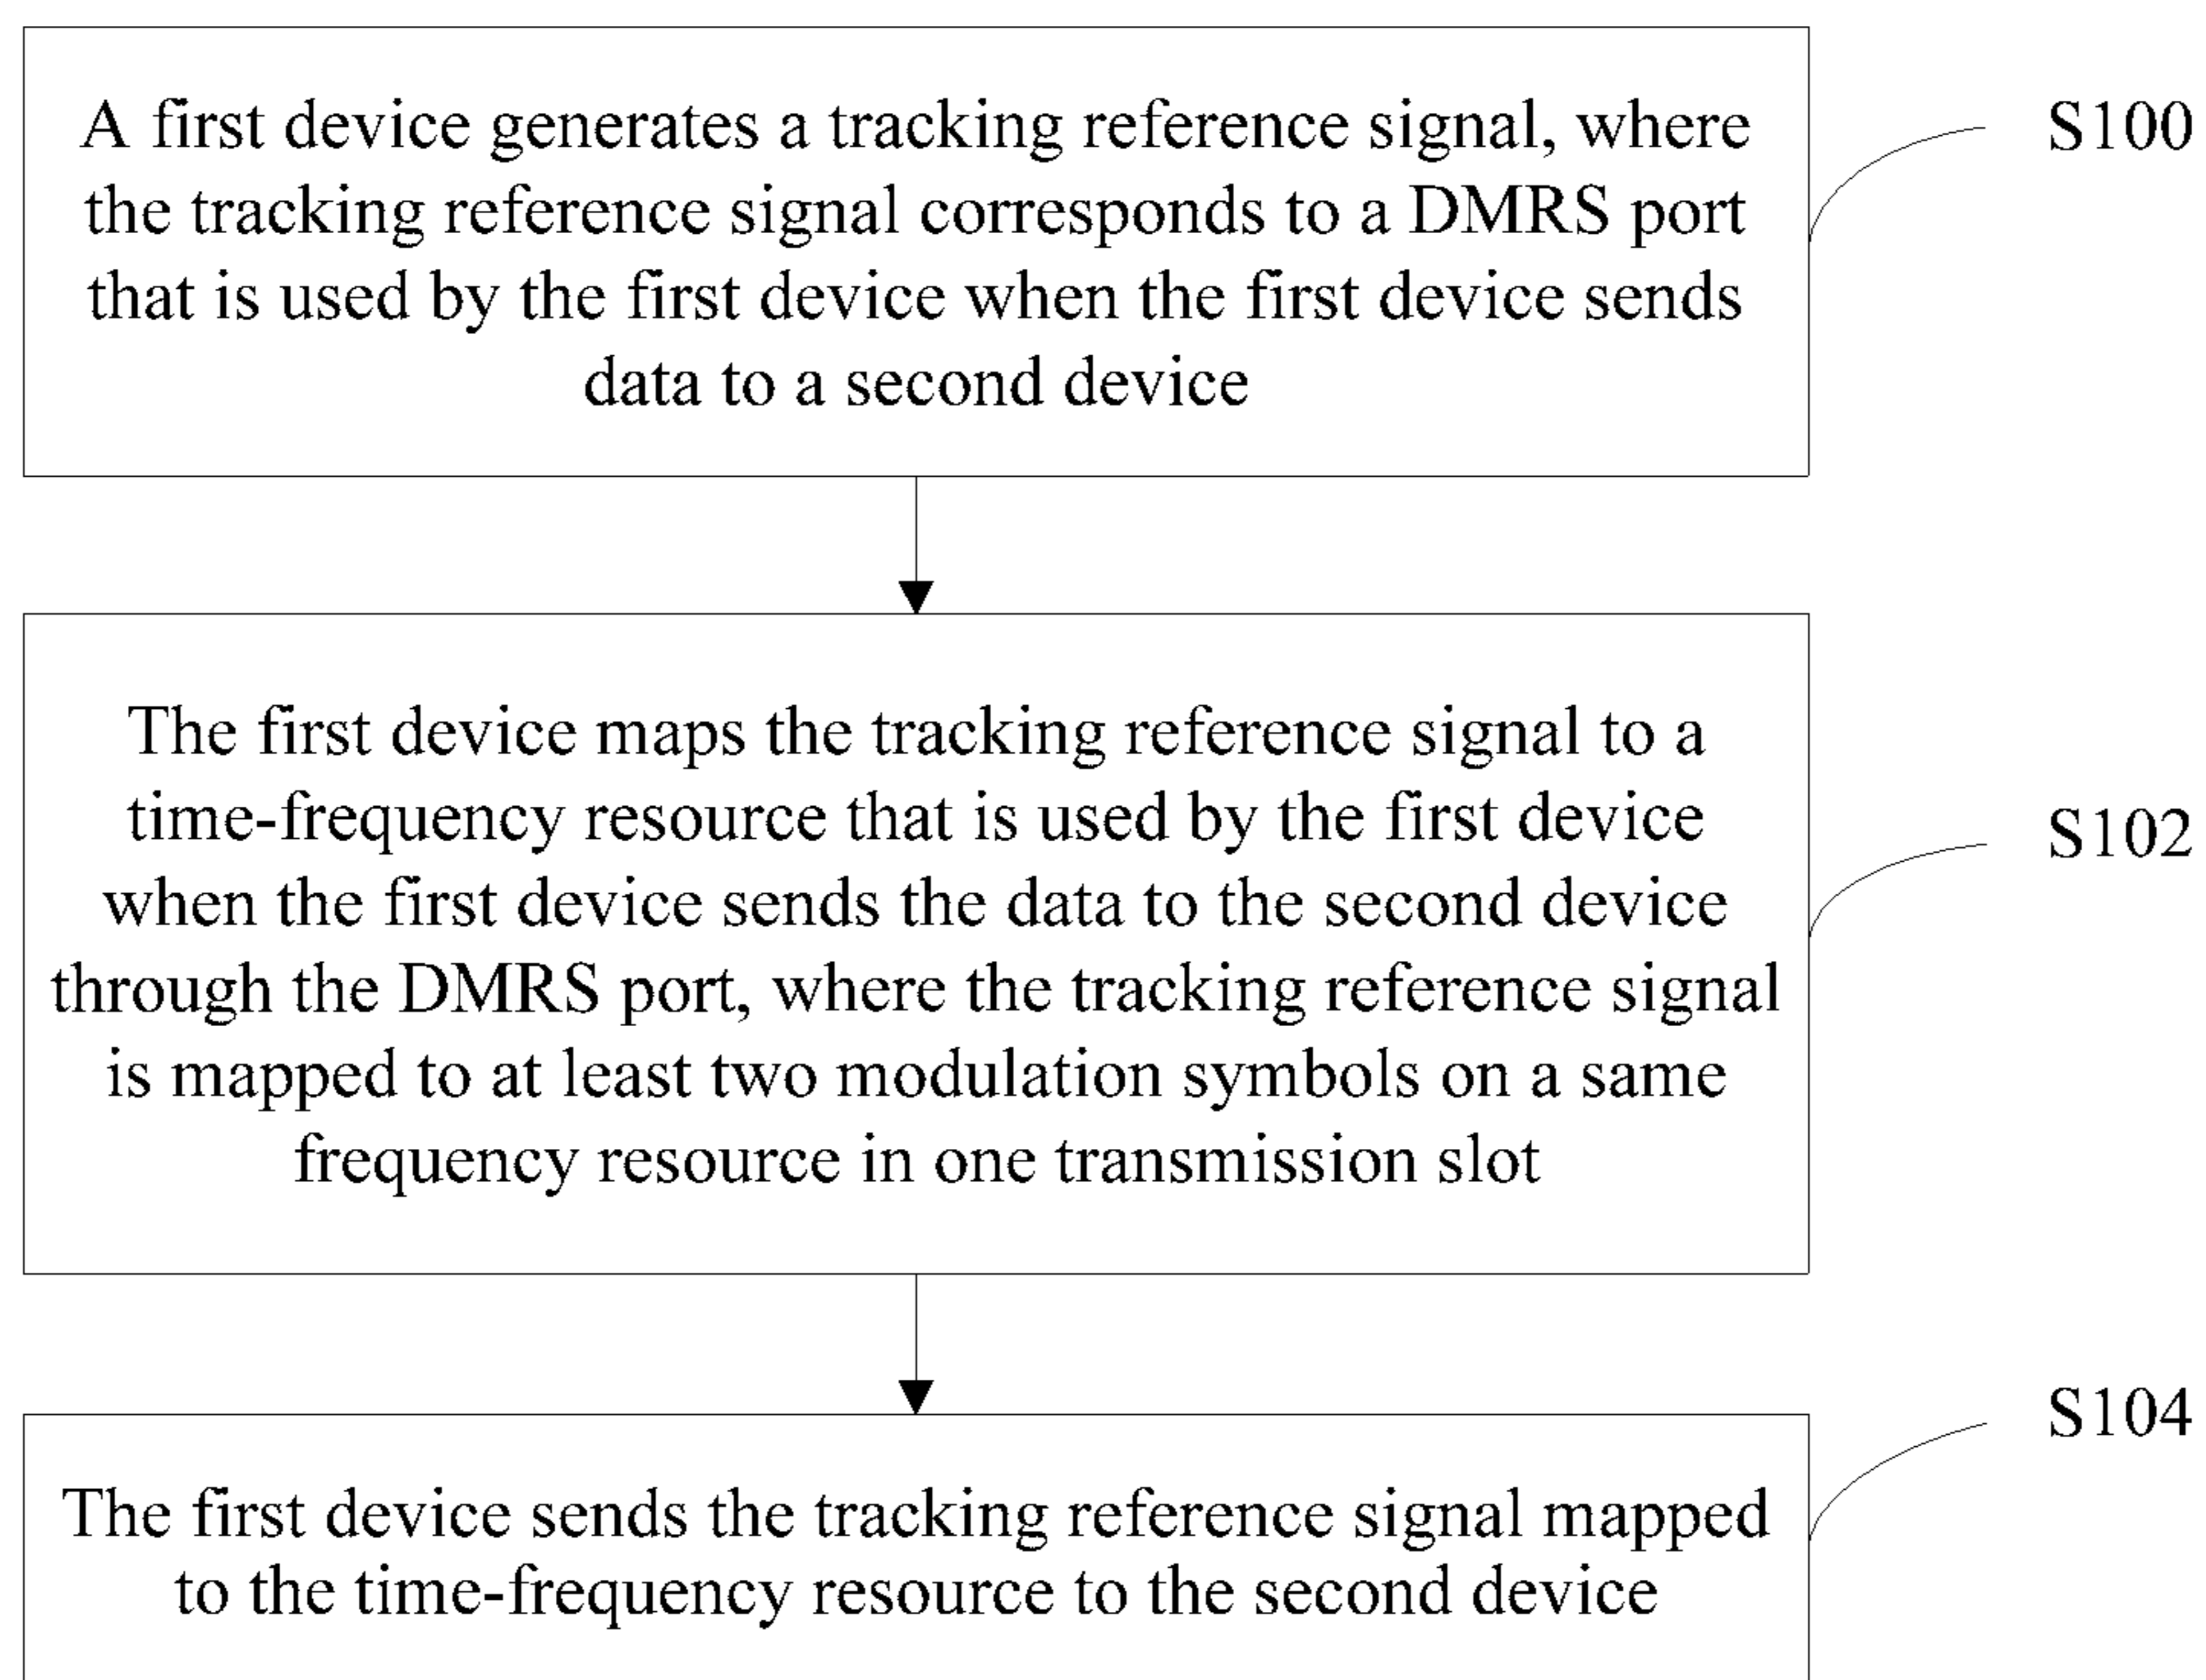 A first device generates a tracking reference signal, where
the tracking reference signal corresponds to a DMRS port
that is used by the first device when the first device sends
data to a second device
S100
The first device maps the tracking reference signal to a
time-frequency resource that is used by the first device
when the first device sends the data to the second device
through the DMRS port, where the tracking reference signal
is mapped to at least two modulation symbols on a same
frequency resource in one transmission slot
S102
The first device sends the tracking reference signal mapped
to the time-frequency resource to the second device
S104